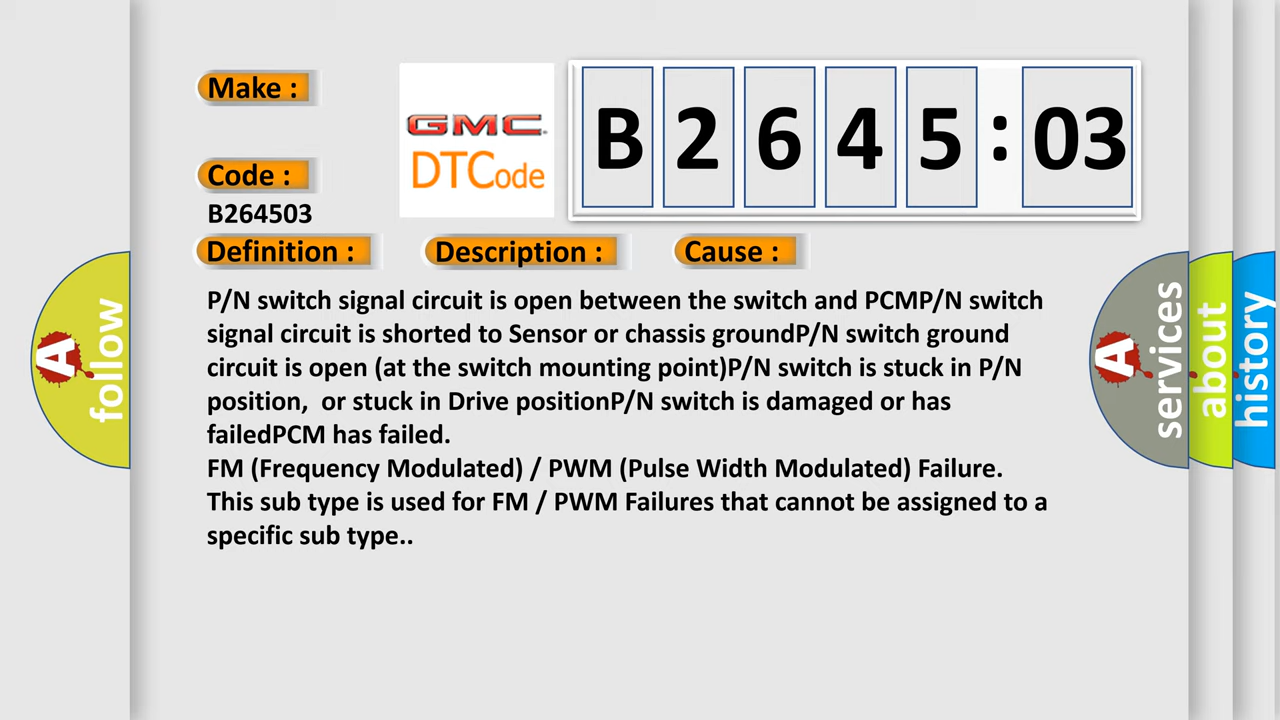 Make :
GMC
DTCode
B 2 6 4 5 : 03
Code :
B264503
Definition :
Description :
Cause :
P/N switch signal circuit is open between the switch and PCMP/N switch
signal circuit is shorted to Sensor or chassis groundP/N switch ground
circuit is open (at the switch mounting point)P/N switch is stuck in P/N
position,  or stuck in Drive positionP/N switch is damaged or has
failedPCM has failed.
FM (Frequency Modulated) / PWM (Pulse Width Modulated) Failure.
This sub type is used for FM / PWM Failures that cannot be assigned to a
specific sub type..
A
follow
A
services
about
history